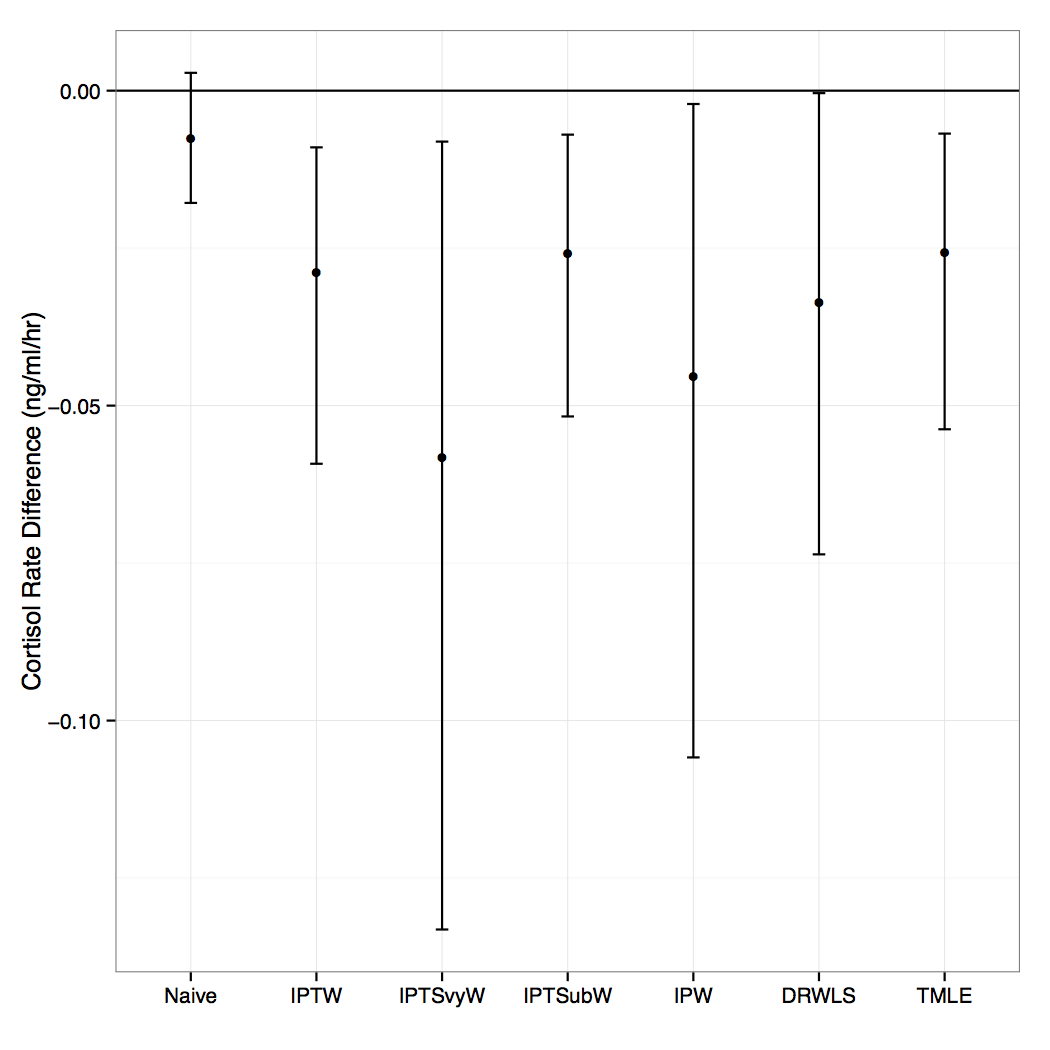 Cortisol Rate Difference (ng/ml/hr)
0.00
−0.05
−0.10
Naive IPTW IPTSvyW IPTSubW IPW DRWLS TMLE